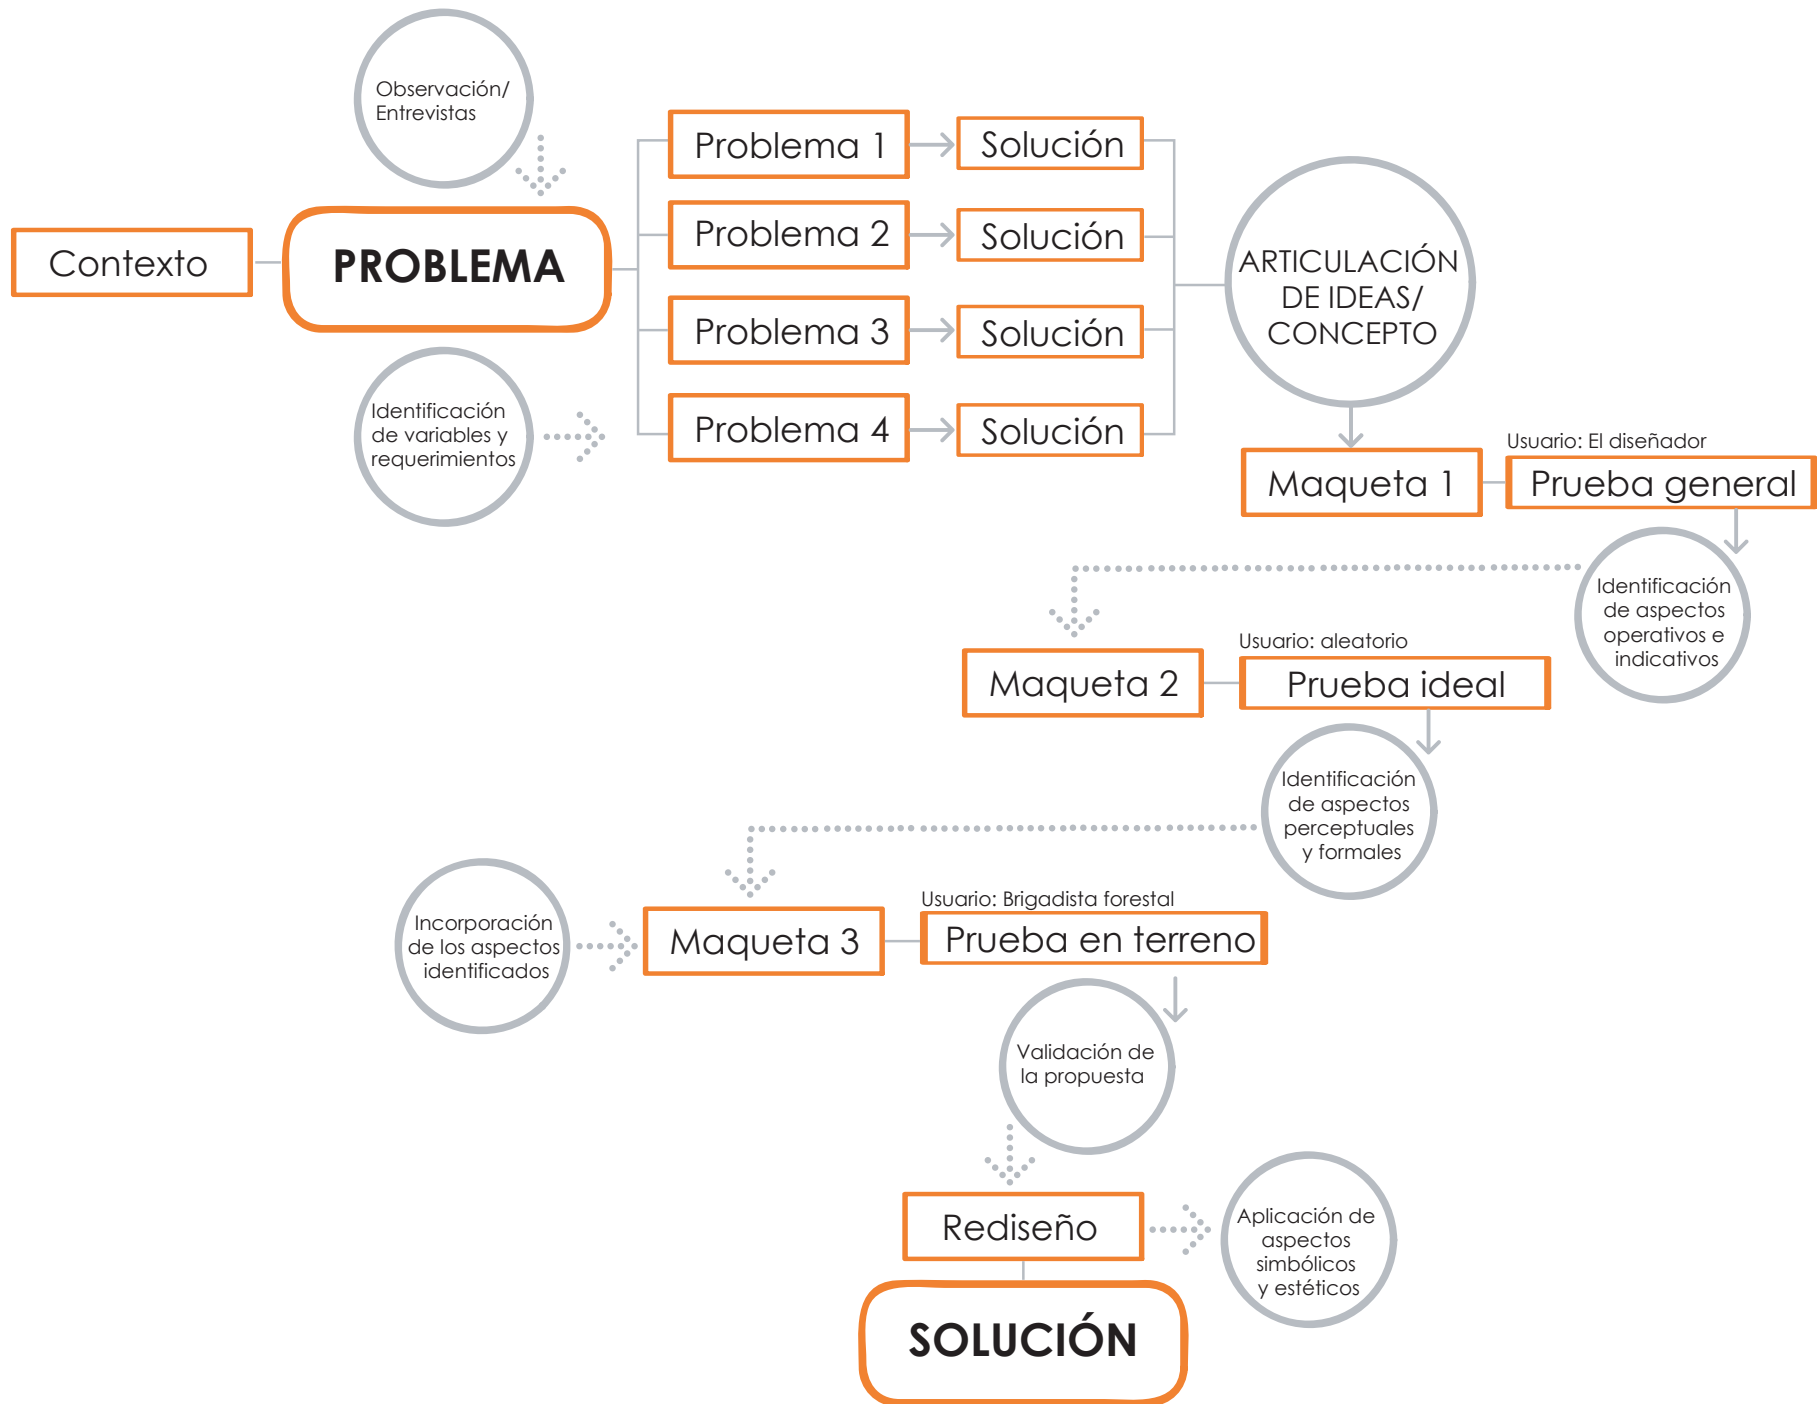 Observación/
Entrevistas
Contexto
PROBLEMA
Identificación
de variables y
requerimientos
Problema 1
Solución
Problema 2
Solución
Problema 3
Solución
Problema 4
Solución
ARTICULACIÓN
DE IDEAS/
CONCEPTO
Maqueta 1
Usuario: El diseñador
Prueba general
Identificación
de aspectos
operativos e
indicativos
Maqueta 2
Usuario: aleatorio
Prueba ideal
Identificación
de aspectos
perceptuales
y formales
Incorporación
de los aspectos
identificados
Maqueta 3
Usuario: Brigadista forestal
Prueba en terreno
Validación de
la propuesta
Rediseño
Aplicación de
aspectos
simbólicos
y estéticos
SOLUCIÓN